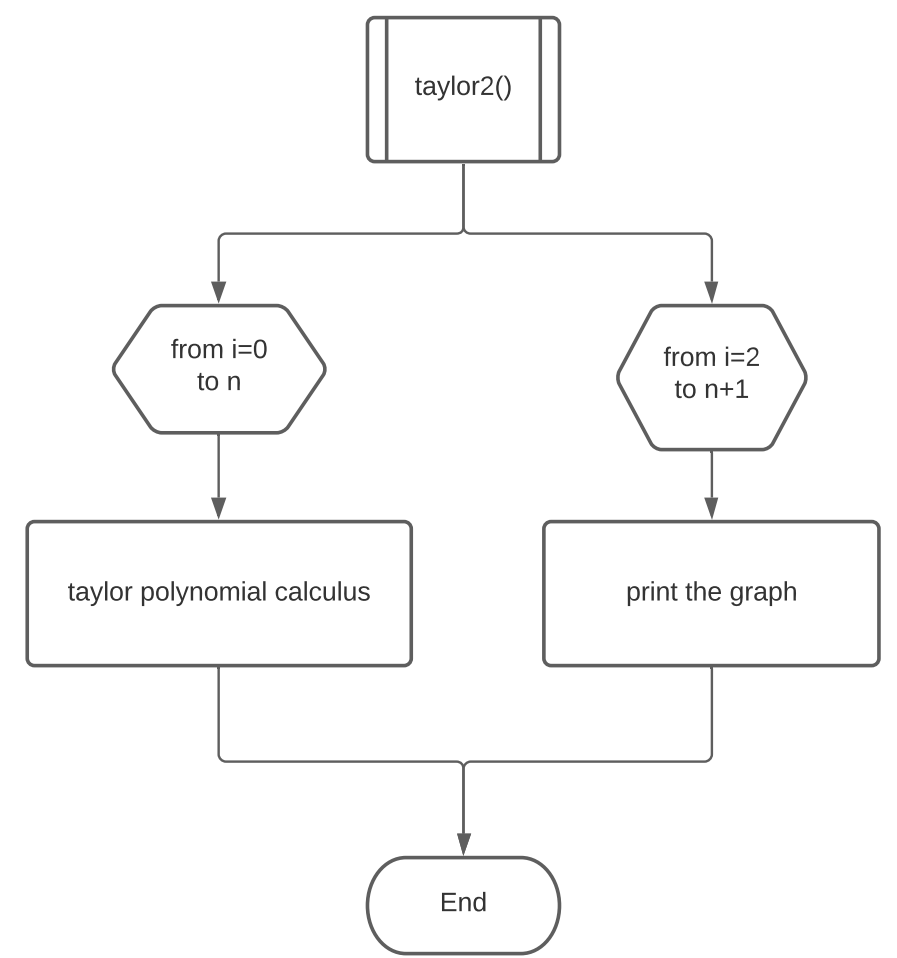 taylor2()
from i=0
to n
from i=2
to n+1
taylor polynomial calculus
print the graph
End